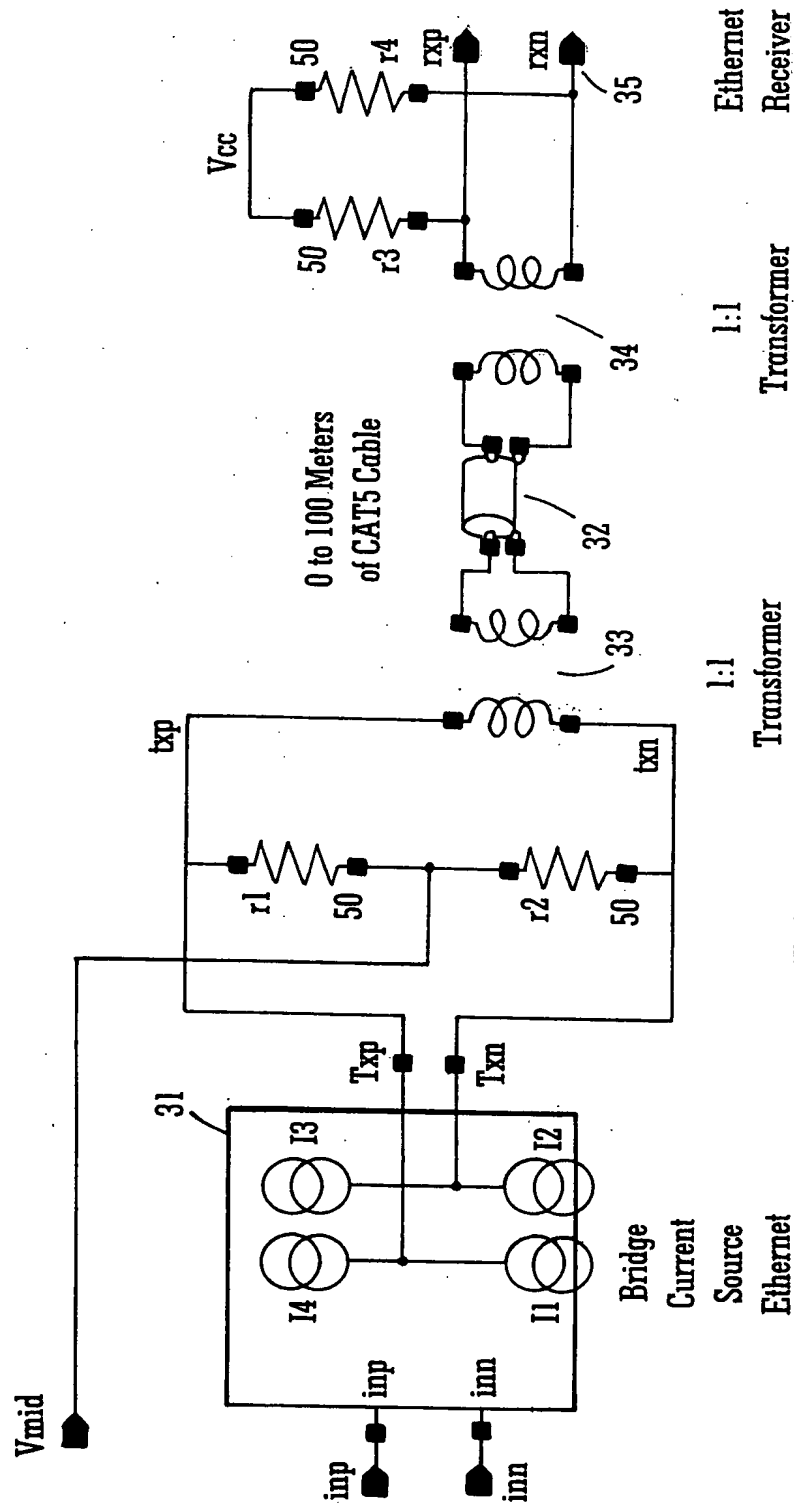 Vmid
inp
inn
inp
inn
31
I4
I3
I1
I2
Txp
Txn
Bridge
Current
Source
Ethernet
txp
r1
50
r2
50
txn
33
1:1
Transformer
0 to 100 Meters
of CAT5 Cable
32
34
1:1
Transformer
Vcc
50
r3
50
r4
rxp
rxn
35
Ethernet
Receiver